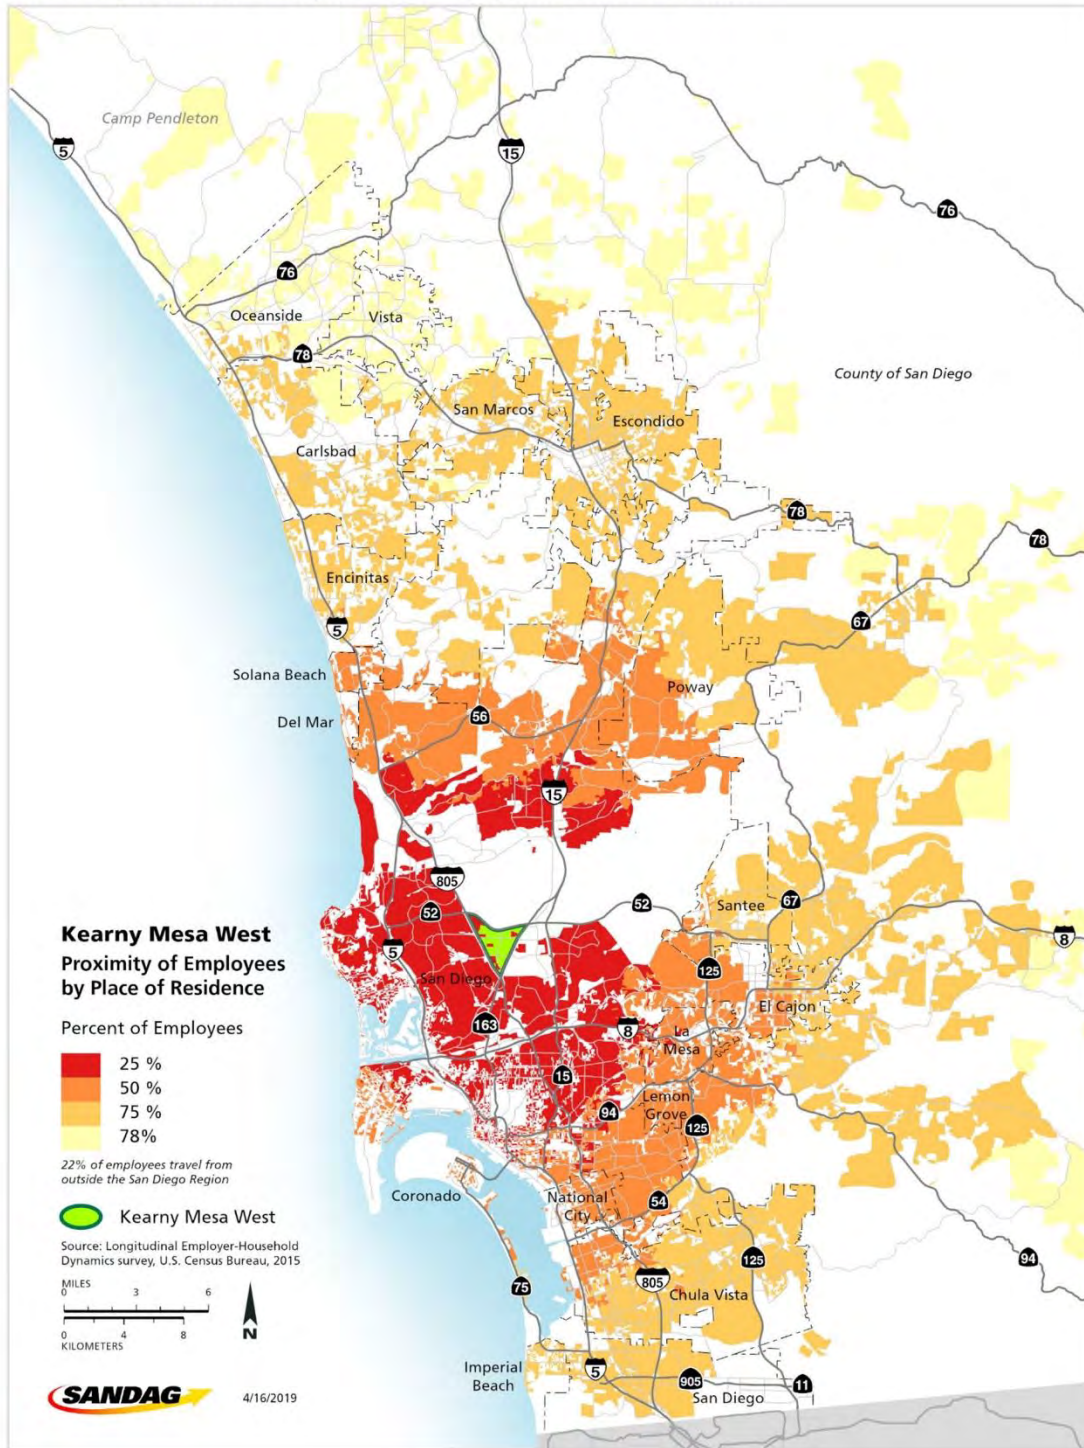 Camp Pendleton
5
15
76
76
Oceanside
Vista
78
County of San Diego
San Marcos
Escondido
Carlsbad
78
78
Encinitas
5
67
Solana Beach
Poway
Del Mar
56
15
805
52
52
Santee
67
5
San Diego
125
8
El Cajon
163
8
La
Mesa
15
94
Lemon
Grove
125
Coronado
National
City
54
125
94
75
805
Chula Vista
Imperial
Beach
5
905
San Diego
11
Kearny Mesa West
Proximity of Employees
by Place of Residence
Percent of Employees
25 %
50 %
75 %
78%
22% of employees travel from
outside the San Diego Region
Kearny Mesa West
Source: Longitudinal Employer-Household
Dynamics survey, U.S. Census Bureau, 2015
MILES
0 3 6
0 4 8
KILOMETERS
N
SANDAG
4/16/2019